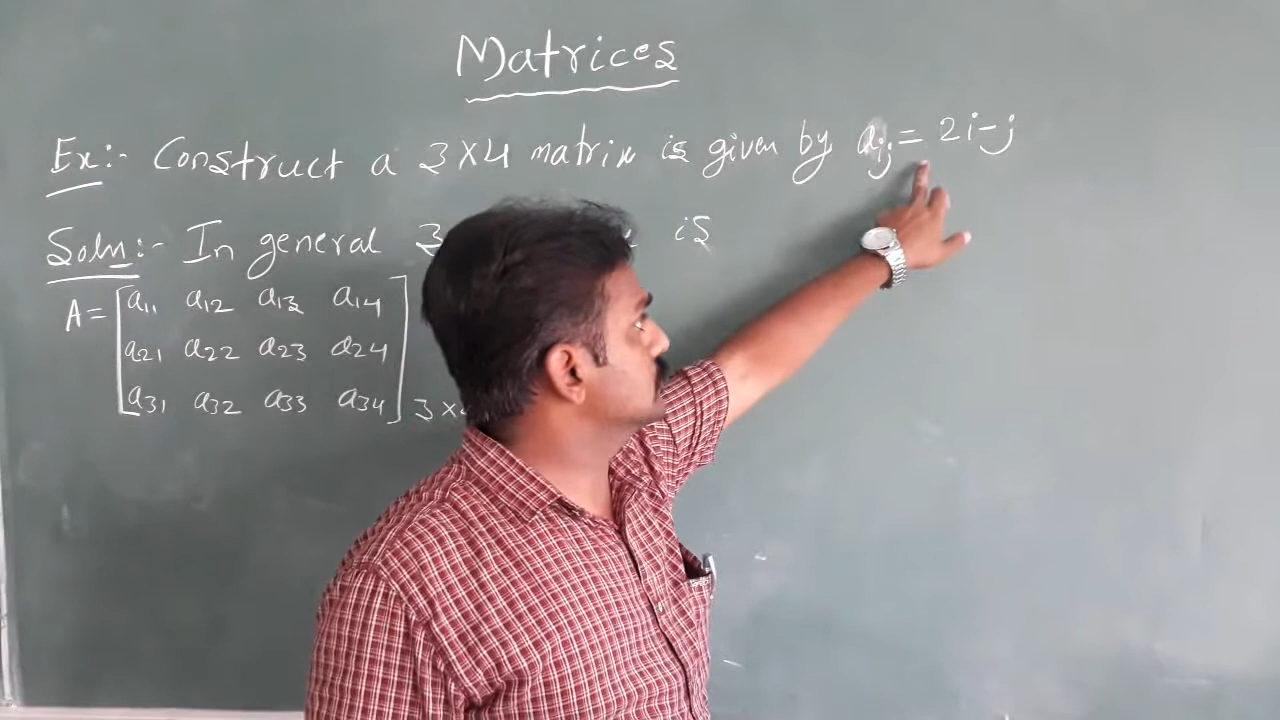 Matrices
Ex:- Construct a 3×4 matrix is given by aij = 2i-j
Soln:- In general 3 is
A = [a11 a12 a13 a14
a21 a22 a23 a24
a31 a32 a33 a34] 3×